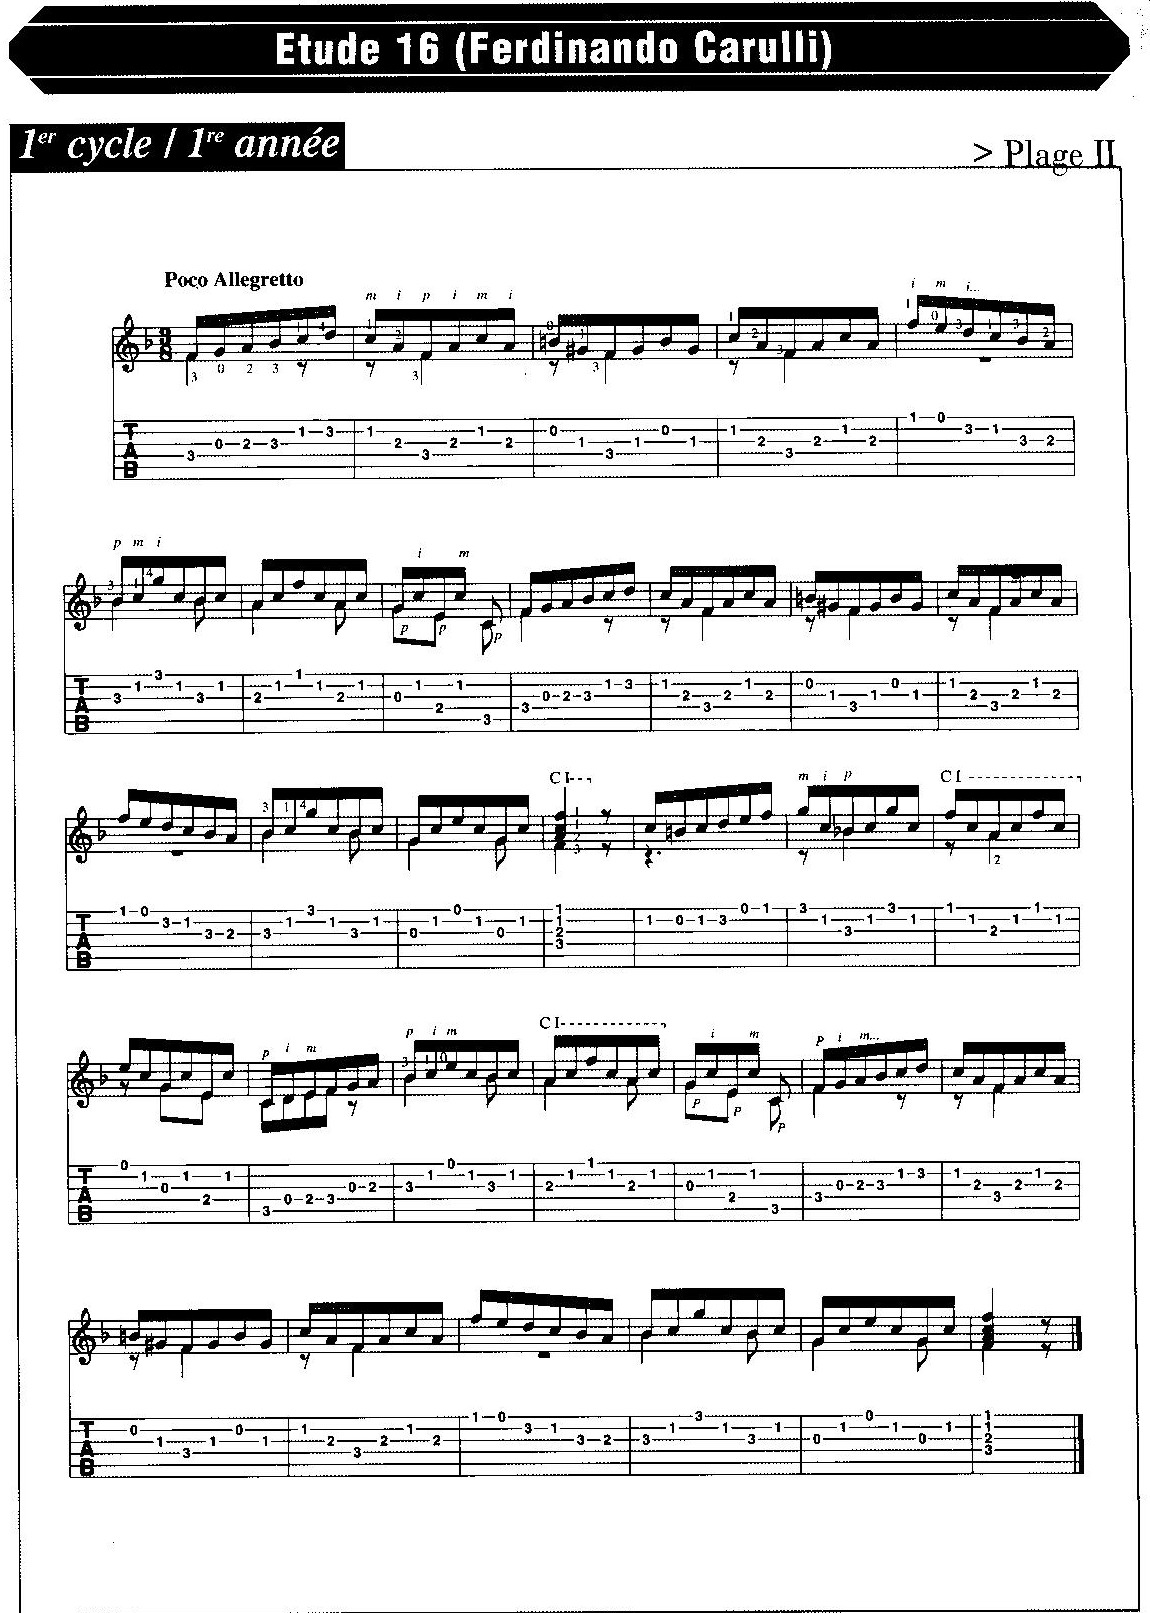 Etude 16 (Ferdinando Carulli)
1er cycle / 1re année
> Plage II
Poco Allegretto
m i p i m i
i m i...
p m i
i m
p p p
C I
m i p
C I
p i m
p i m
C I
i m
p p p
p i m...